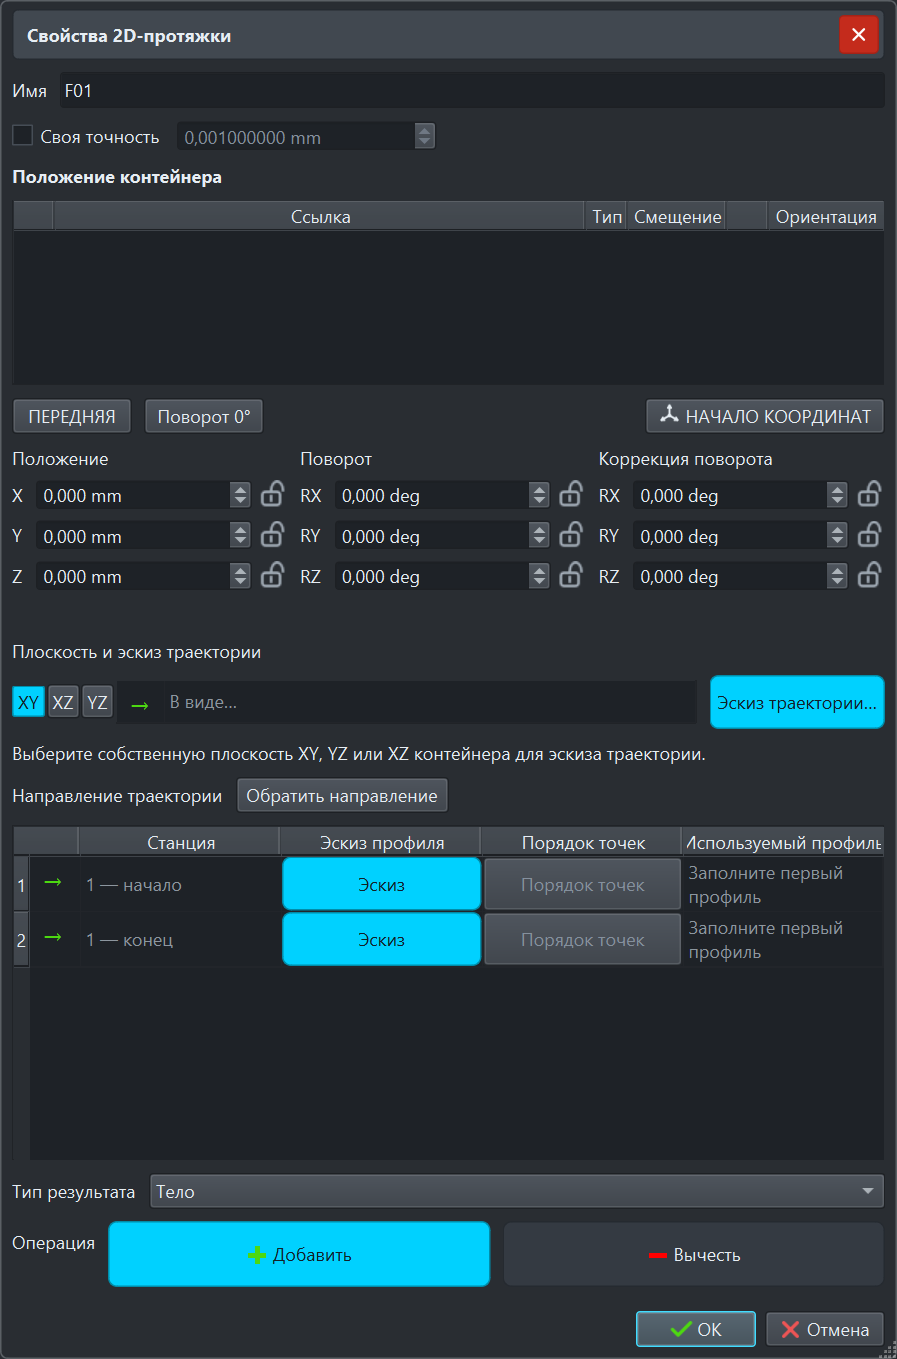 Свойства 2D-протяжки
Имя F01
Своя точность 0,001000000 mm
Положение контейнера
Ссылка Тип Смещение Ориентация
ПЕРЕДНЯЯ Поворот 0° НАЧАЛО КООРДИНАТ
Положение Поворот Коррекция поворота
X 0,000 mm RX 0,000 deg RX 0,000 deg
Y 0,000 mm RY 0,000 deg RY 0,000 deg
Z 0,000 mm RZ 0,000 deg RZ 0,000 deg
Плоскость и эскиз траектории
XY XZ YZ → В виде... Эскиз траектории...
Выберите собственную плоскость XY, YZ или XZ контейнера для эскиза траектории.
Направление траектории Обратить направление
Станция Эскиз профиля Порядок точек Используемый профиль
1 → 1 — начало Эскиз Порядок точек Заполните первый
профиль
2 → 1 — конец Эскиз Порядок точек Заполните первый
профиль
Тип результата Тело
Операция Добавить Вычесть
OK Отмена